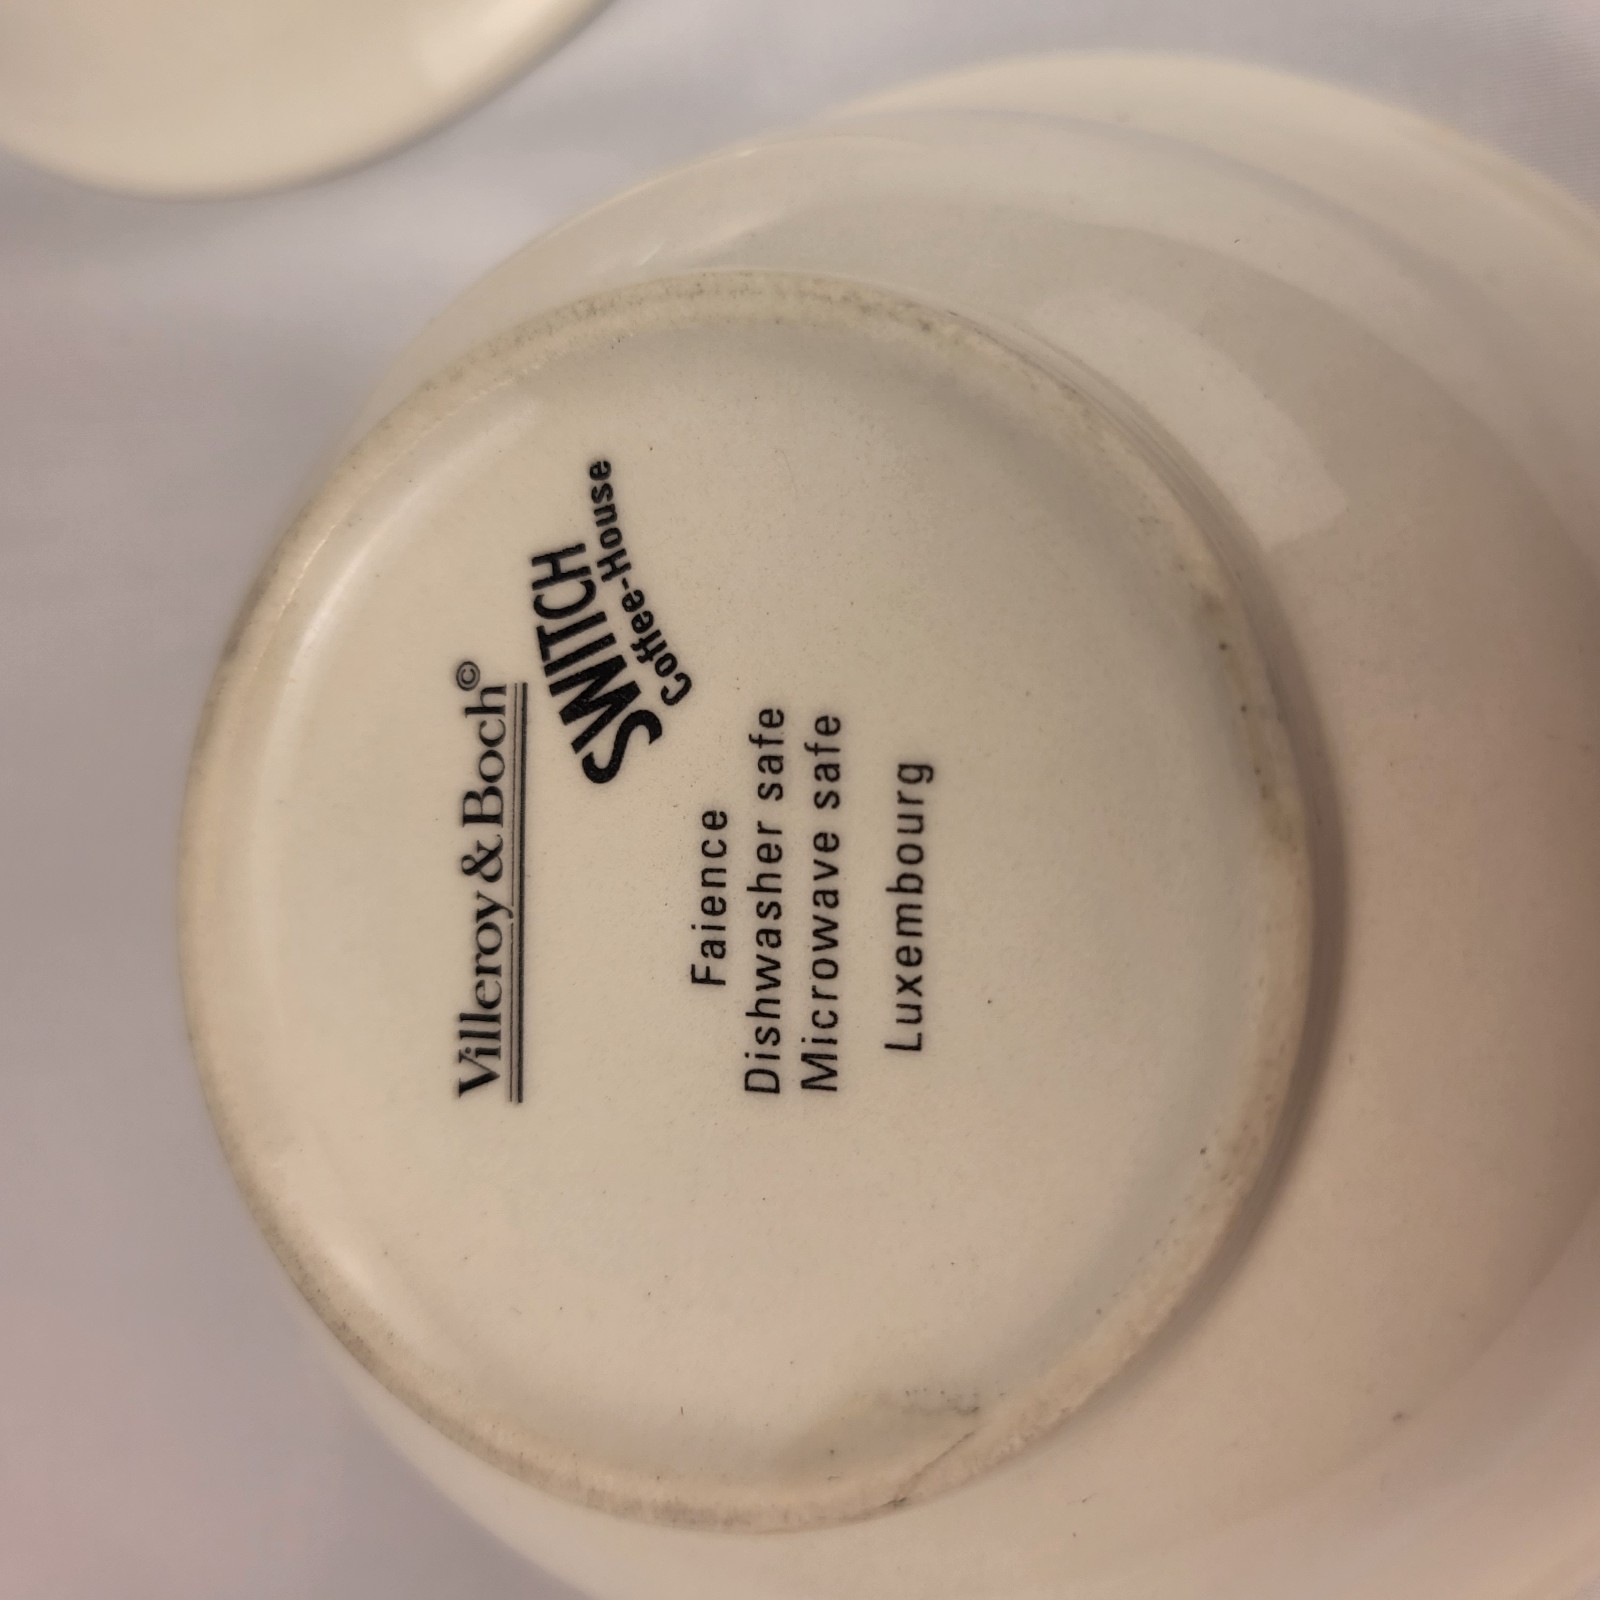 Villeroy & Boch©
SWITCH
Coffee-House
Faience
Dishwasher safe
Microwave safe
Luxembourg